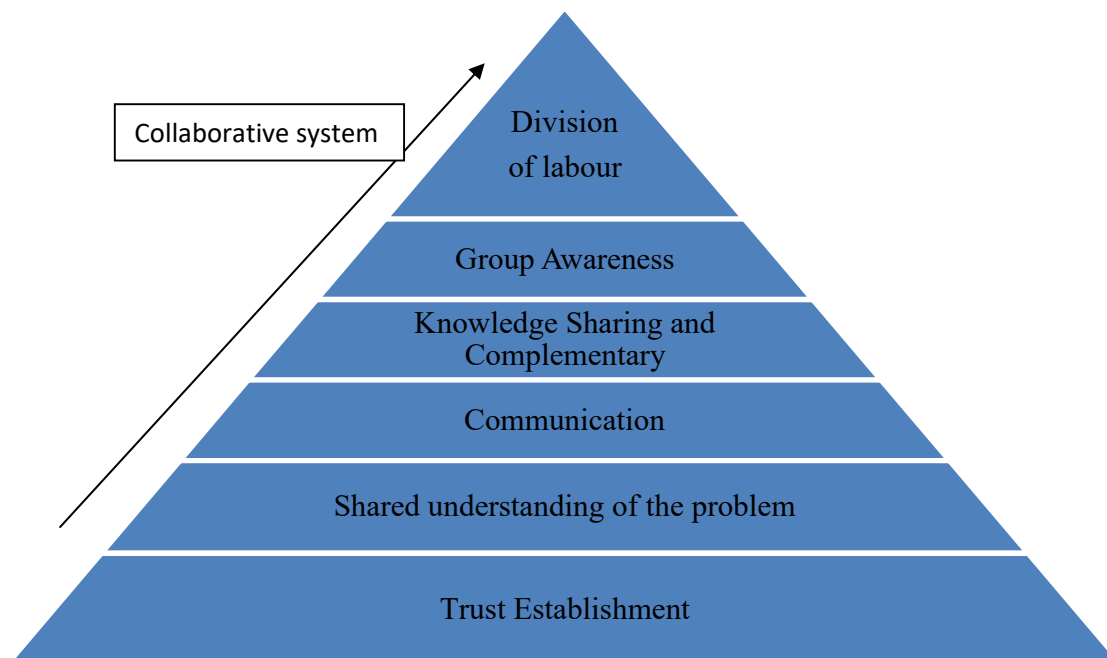 Collaborative system
Division
of labour
Group Awareness
Knowledge Sharing and
Complementary
Communication
Shared understanding of the problem
Trust Establishment